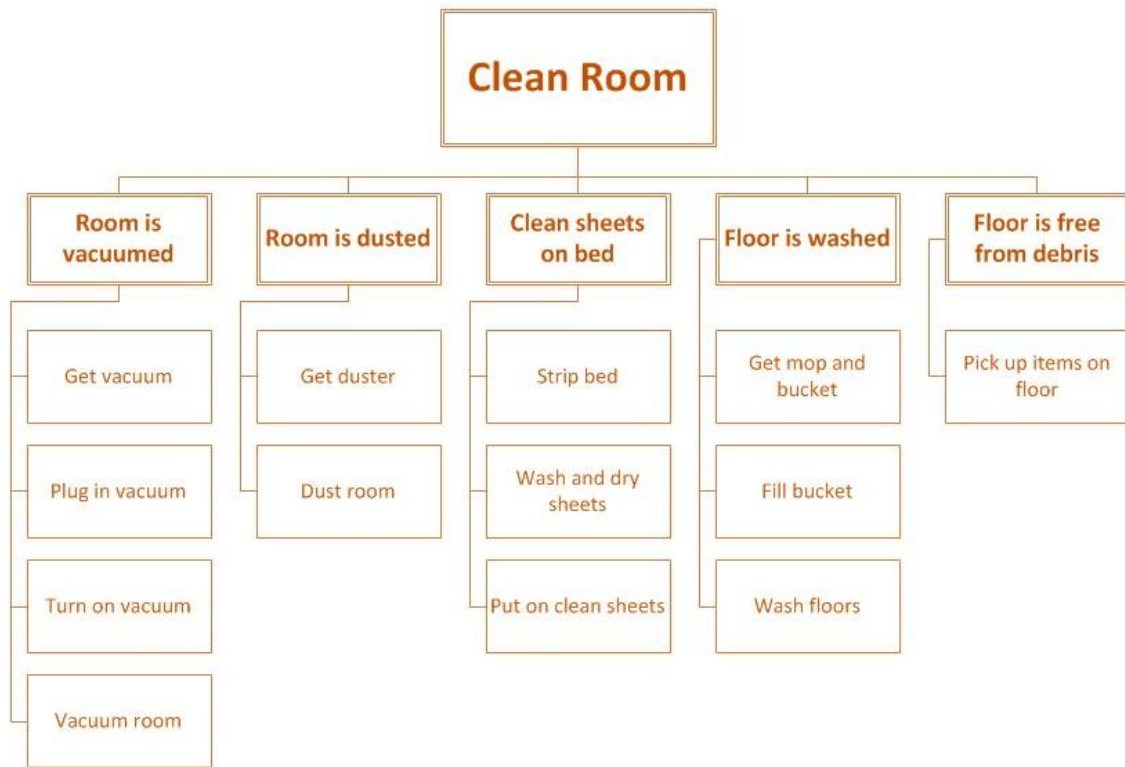 Clean Room
Room is
vacuumed
Room is dusted
Clean sheets
on bed
Floor is washed
Floor is free
from debris
Get vacuum
Get duster
Strip bed
Get mop and
bucket
Pick up items on
floor
Plug in vacuum
Dust room
Wash and dry
sheets
Fill bucket
Turn on vacuum
Put on clean sheets
Wash floors
Vacuum room